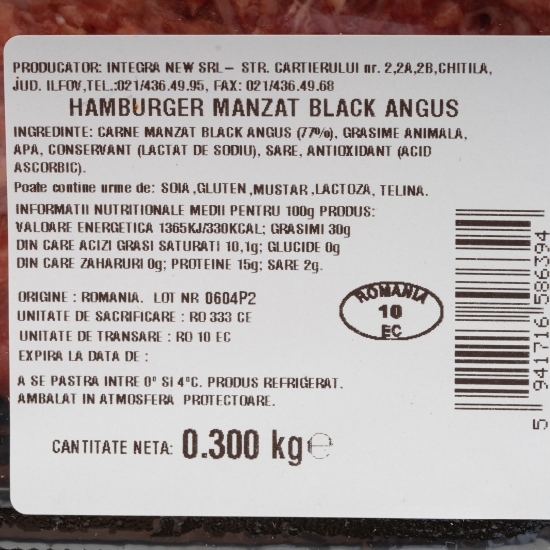 PRODUCATOR: INTEGRA NEW SRL – STR. CARTIERULUI nr. 2,2A,2B,CHITILA,
JUD. ILFOV,TEL.:021/436.49.95, FAX: 021/436.49.68
HAMBURGER MANZAT BLACK ANGUS
INGREDINTE: CARNE MANZAT BLACK ANGUS (77%), GRASIME ANIMALA,
APA, CONSERVANT (LACTAT DE SODIU), SARE, ANTIOXIDANT (ACID
ASCORBIC).
Poate contine urme de: SOIA ,GLUTEN ,MUSTAR ,LACTOZA, TELINA.
INFORMATII NUTRITIONALE MEDII PENTRU 100g PRODUS:
VALOARE ENERGETICA 1365KJ/330KCAL; GRASIMI 30g
DIN CARE ACIZI GRASI SATURATI 10,1g; GLUCIDE 0g
DIN CARE ZAHARURI 0g; PROTEINE 15g; SARE 2g.
ORIGINE : ROMANIA. LOT NR 0604P2
UNITATE DE SACRIFICARE : RO 333 CE
UNITATE DE TRANSARE : RO 10 EC
EXPIRA LA DATA DE :
A SE PASTRA INTRE 0° SI 4°C. PRODUS REFRIGERAT.
AMBALAT IN ATMOSFERA PROTECTOARE.
CANTITATE NETA: 0.300 kg ℮
ROMANIA
10
EC
5 941716 586394